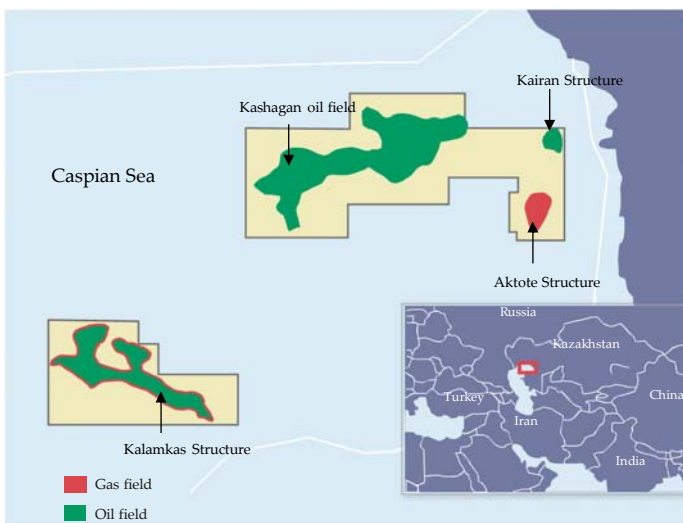 Kairan Structure
Kashagan oil field
Caspian Sea
Aktote Structure
Russia
Kazakhstan
China
Turkey
Iran
India
Kalamkas Structure
Gas field
Oil field